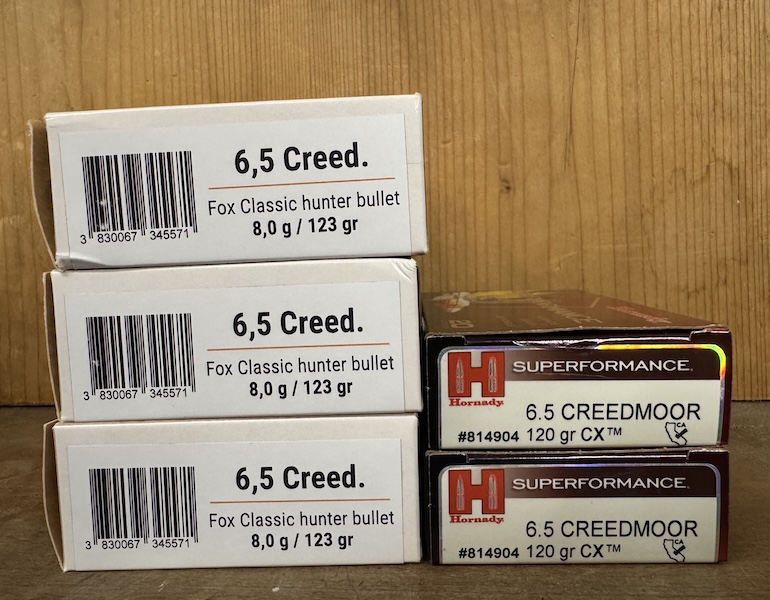 6,5 Creed.
Fox Classic hunter bullet
8,0 g / 123 gr
3 830067 345571
6,5 Creed.
Fox Classic hunter bullet
8,0 g / 123 gr
3 830067 345571
6,5 Creed.
Fox Classic hunter bullet
8,0 g / 123 gr
3 830067 345571
H
Hornady.
SUPERFORMANCE
6.5 CREEDMOOR
#814904 120 gr CX™
CA
H
Hornady.
SUPERFORMANCE
6.5 CREEDMOOR
#814904 120 gr CX™
CA